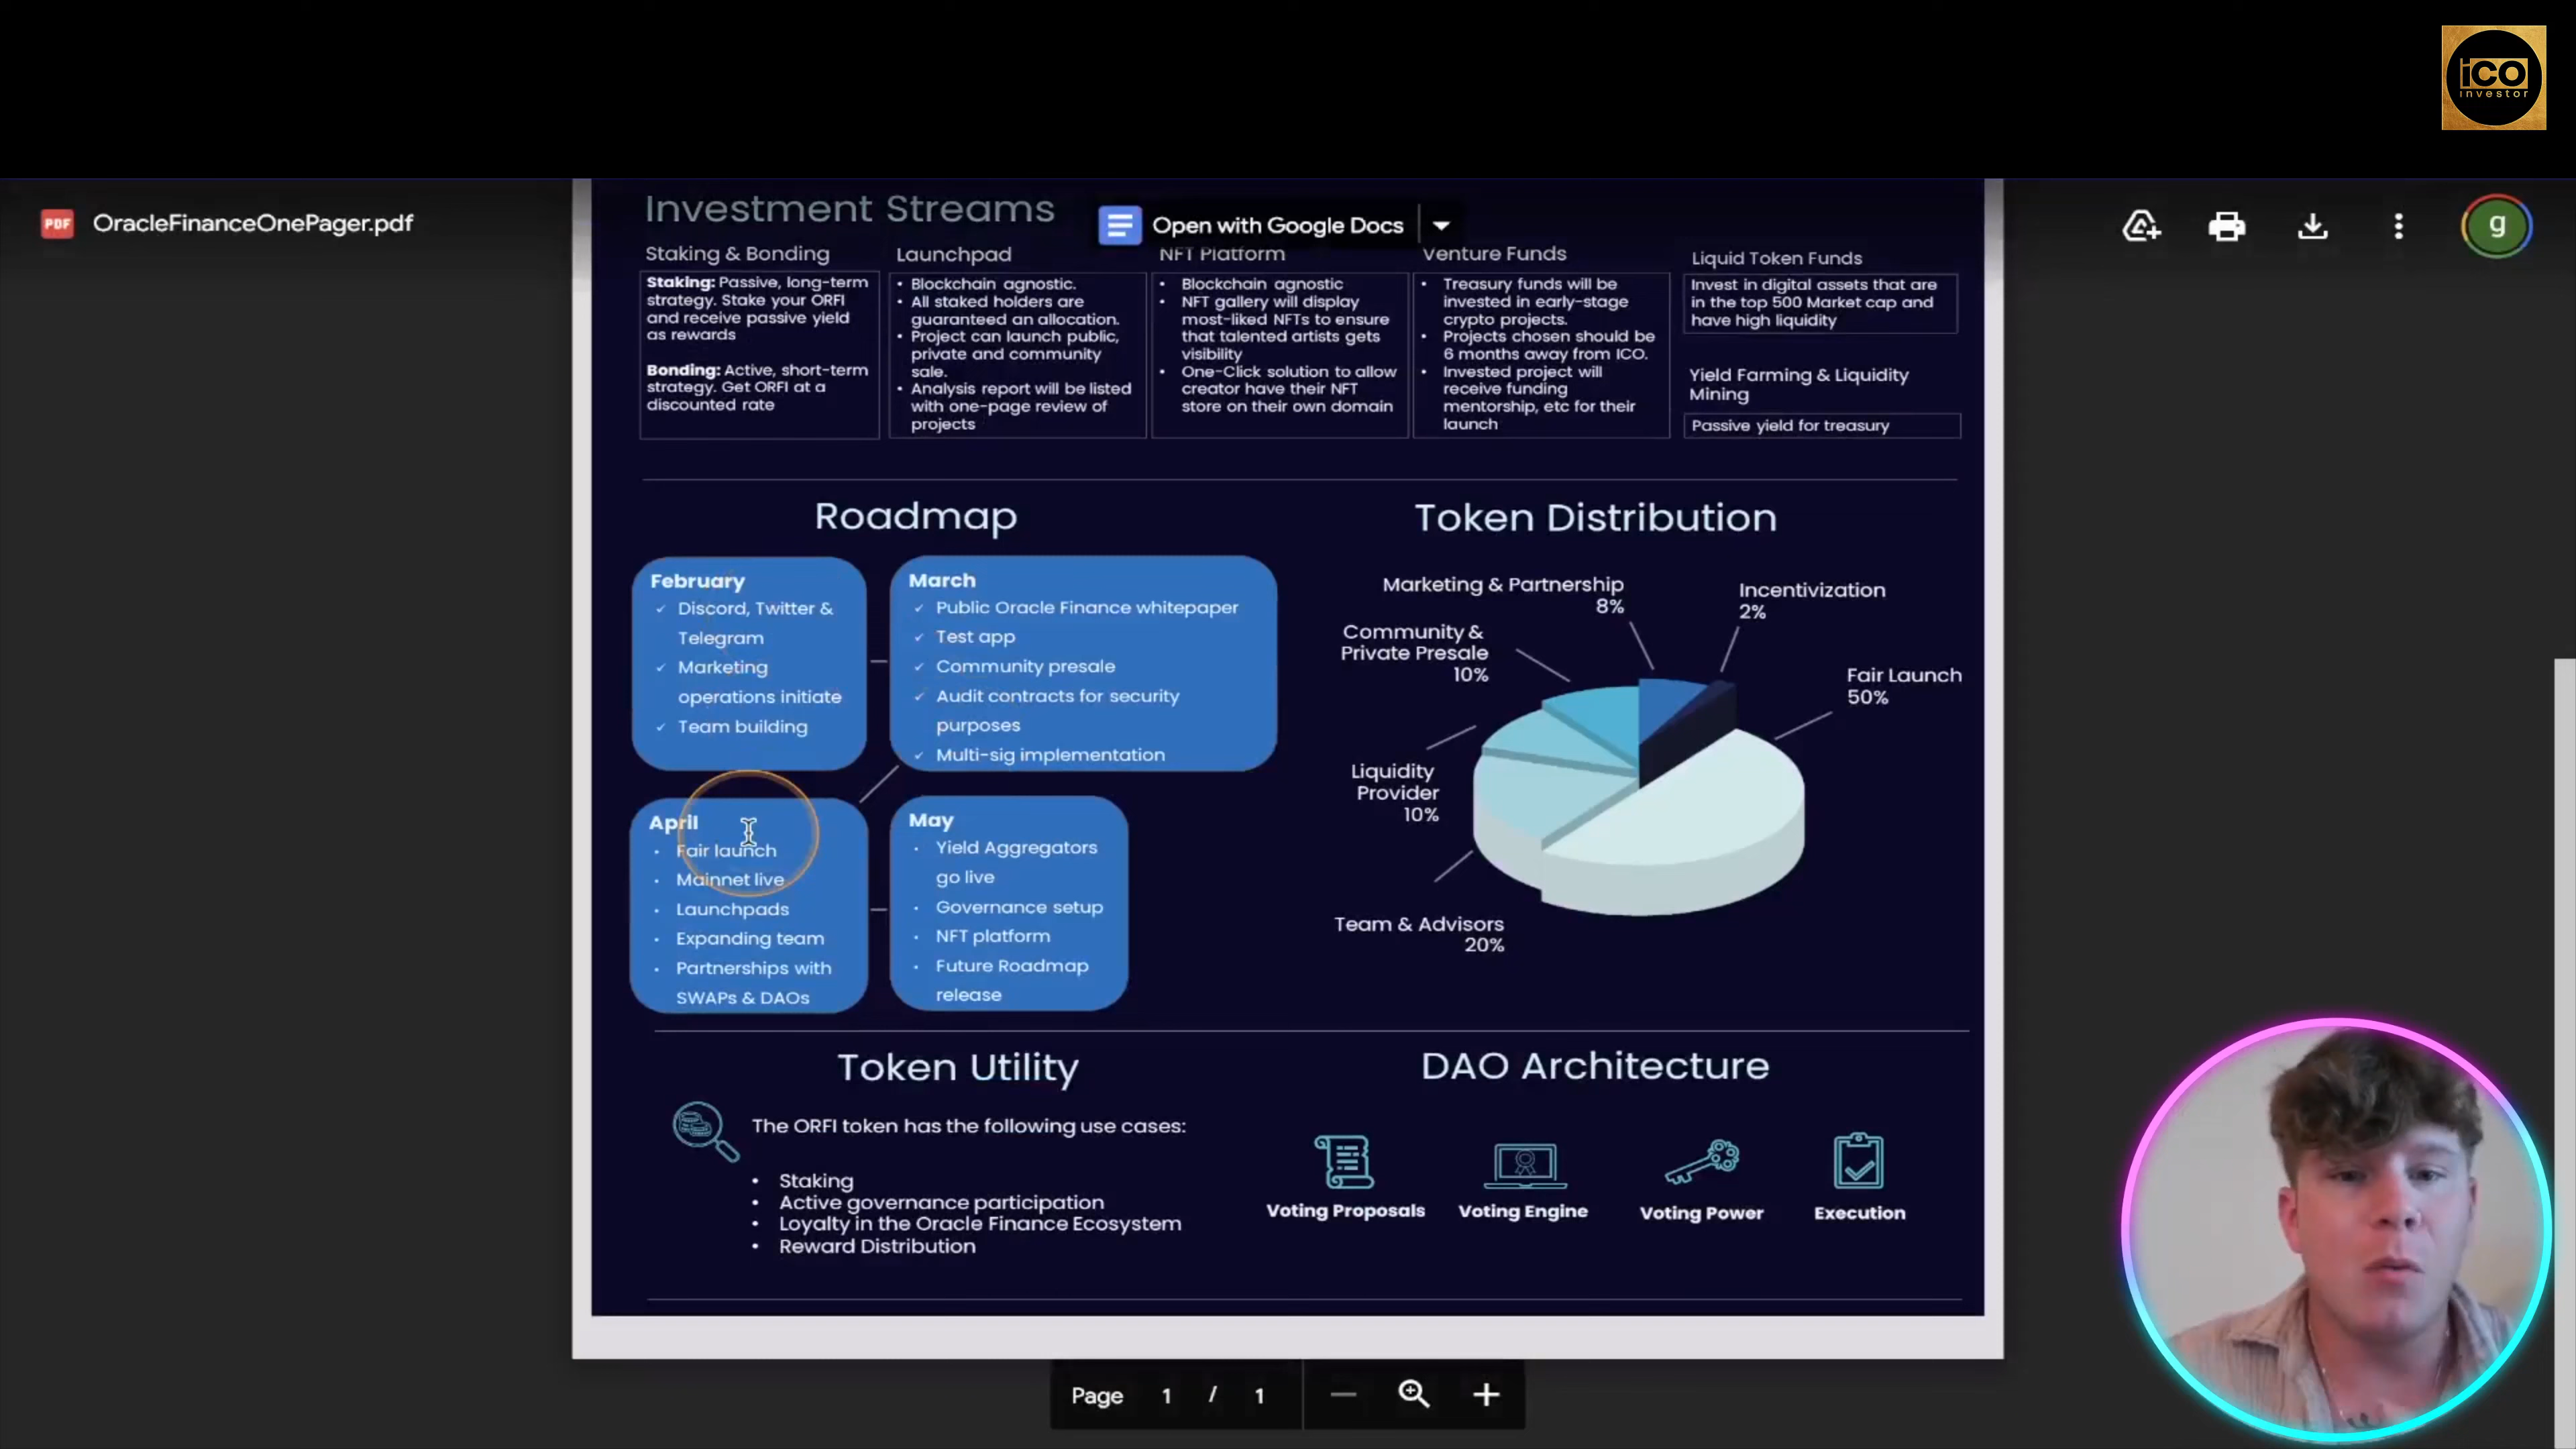 iCO
investor
PDF OracleFinanceOnePager.pdf
Open with Google Docs
g
Investment Streams
Staking & Bonding
Staking: Passive, long-term
strategy. Stake your ORFI
and receive passive yield
as rewards
Bonding: Active, short-term
strategy. Get ORFI at a
discounted rate
Launchpad
• Blockchain agnostic.
• All staked holders are
guaranteed an allocation.
• Project can launch public,
private and community
sale.
• Analysis report will be listed
with one-page review of
projects
NFT Platform
• Blockchain agnostic
• NFT gallery will display
most-liked NFTs to ensure
that talented artists gets
visibility
• One-Click solution to allow
creator have their NFT
store on their own domain
Venture Funds
• Treasury funds will be
invested in early-stage
crypto projects.
• Projects chosen should be
6 months away from ICO.
• Invested project will
receive funding
mentorship, etc for their
launch
Liquid Token Funds
Invest in digital assets that are
in the top 500 Market cap and
have high liquidity
Yield Farming & Liquidity
Mining
Passive yield for treasury
Roadmap
February
✓ Discord, Twitter &
Telegram
✓ Marketing
operations initiate
✓ Team building
March
✓ Public Oracle Finance whitepaper
✓ Test app
✓ Community presale
✓ Audit contracts for security
purposes
✓ Multi-sig implementation
April
• Fair launch
• Mainnet live
• Launchpads
• Expanding team
• Partnerships with
SWAPs & DAOs
May
• Yield Aggregators
go live
• Governance setup
• NFT platform
• Future Roadmap
release
Token Distribution
Marketing & Partnership
8%
Incentivization
2%
Community &
Private Presale
10%
Fair Launch
50%
Liquidity
Provider
10%
Team & Advisors
20%
Token Utility
The ORFI token has the following use cases:
• Staking
• Active governance participation
• Loyalty in the Oracle Finance Ecosystem
• Reward Distribution
DAO Architecture
Voting Proposals
Voting Engine
Voting Power
Execution
Page 1 / 1